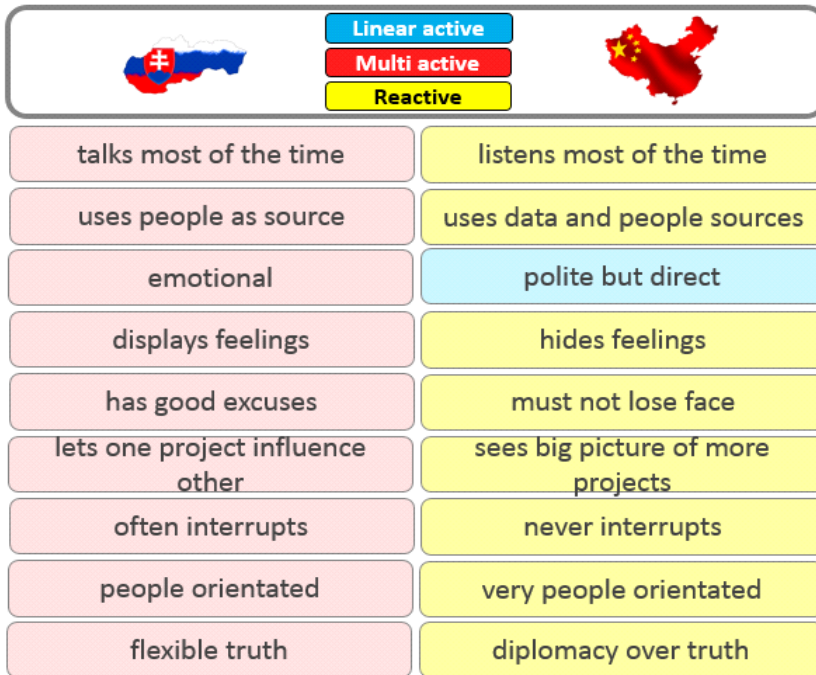 Linear active
Multi active
Reactive
talks most of the time
listens most of the time
uses people as source
uses data and people sources
emotional
polite but direct
displays feelings
hides feelings
has good excuses
must not lose face
lets one project influence
other
sees big picture of more
projects
often interrupts
never interrupts
people orientated
very people orientated
flexible truth
diplomacy over truth